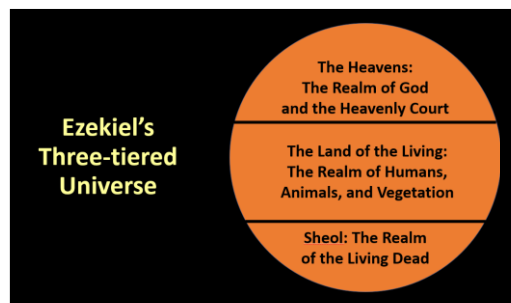 Ezekiel's
Three-tiered
Universe
The Heavens:
The Realm of God
and the Heavenly Court
The Land of the Living:
The Realm of Humans,
Animals, and Vegetation
Sheol: The Realm
of the Living Dead